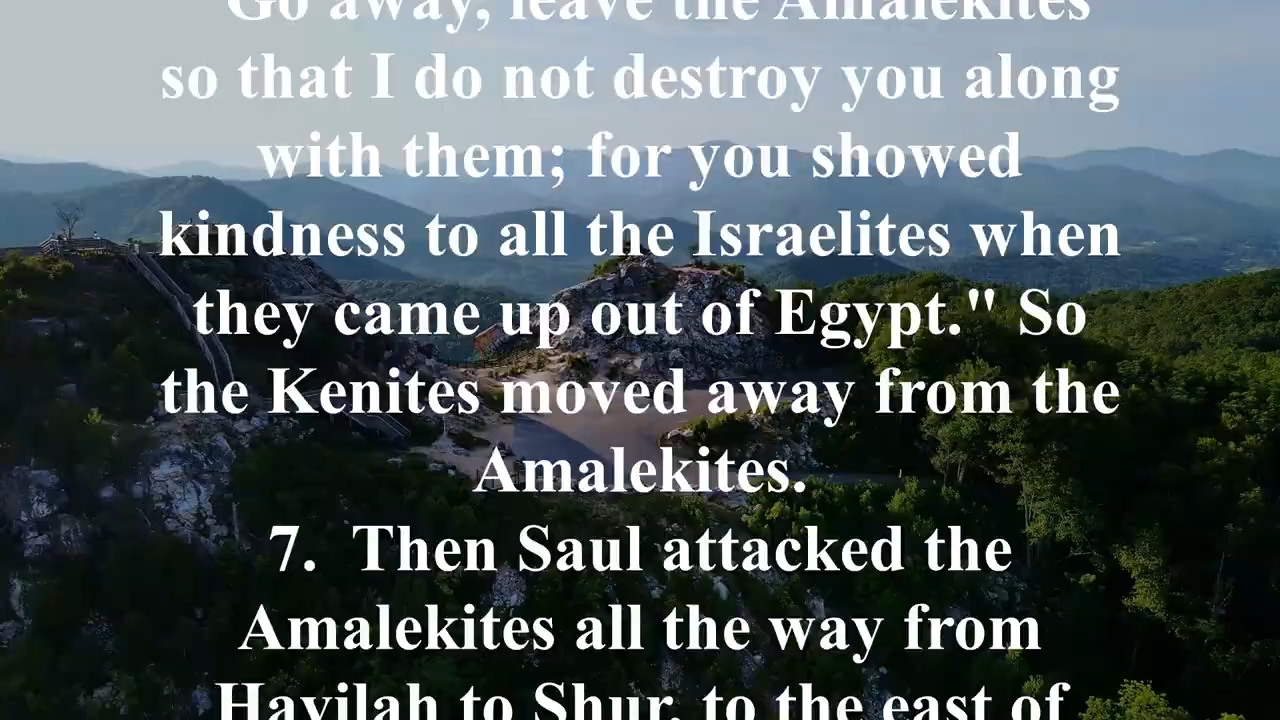 "Go away, leave the Amalekites
so that I do not destroy you along
with them; for you showed
kindness to all the Israelites when
they came up out of Egypt." So
the Kenites moved away from the
Amalekites.
7. Then Saul attacked the
Amalekites all the way from
Havilah to Shur, to the east of